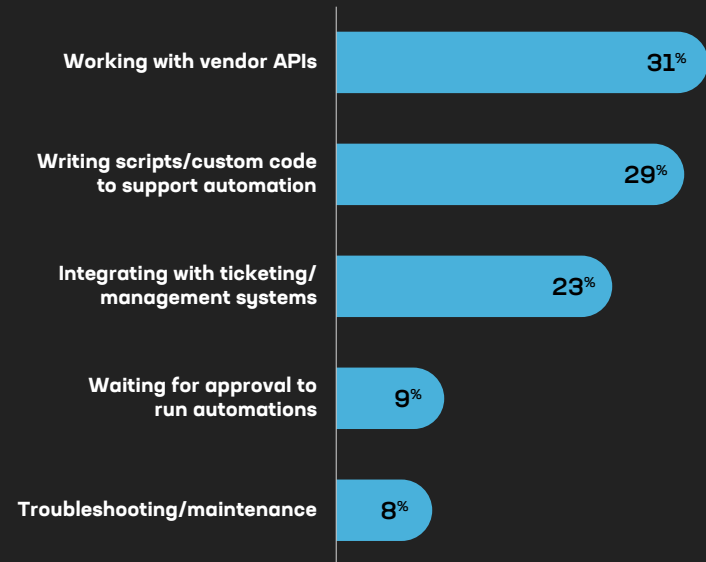 Working with vendor APIs
31%
Writing scripts/custom code
to support automation
29%
Integrating with ticketing/
management systems
23%
Waiting for approval to
run automations
9%
Troubleshooting/maintenance
8%